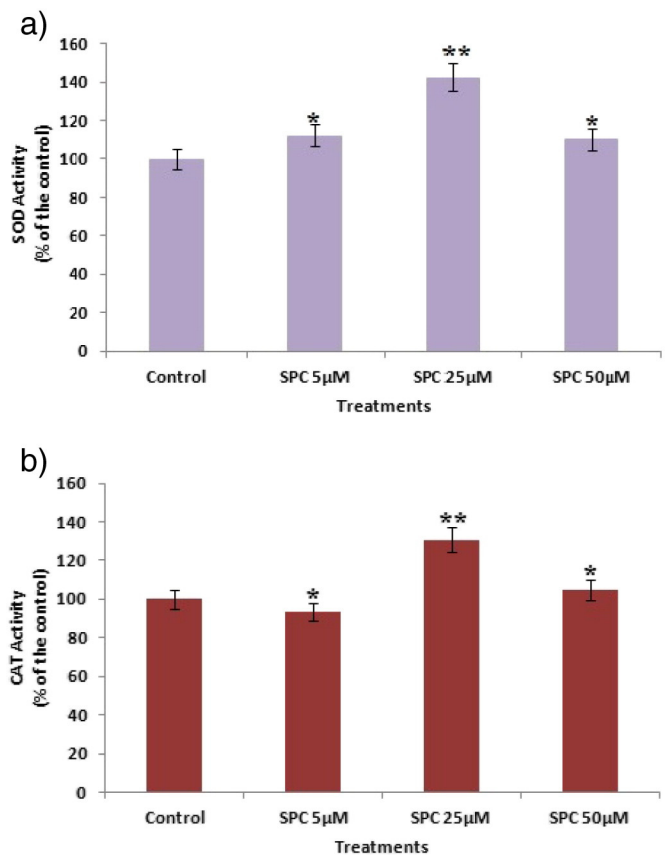 a)
160
140
120
100
80
60
40
20
0
SOD Activity
(% of the control)
*
**
*
Control SPC 5µM SPC 25µM SPC 50µM
Treatments
b)
160
140
120
100
80
60
40
20
0
CAT Activity
(% of the control)
*
**
*
Control SPC 5µM SPC 25µM SPC 50µM
Treatments